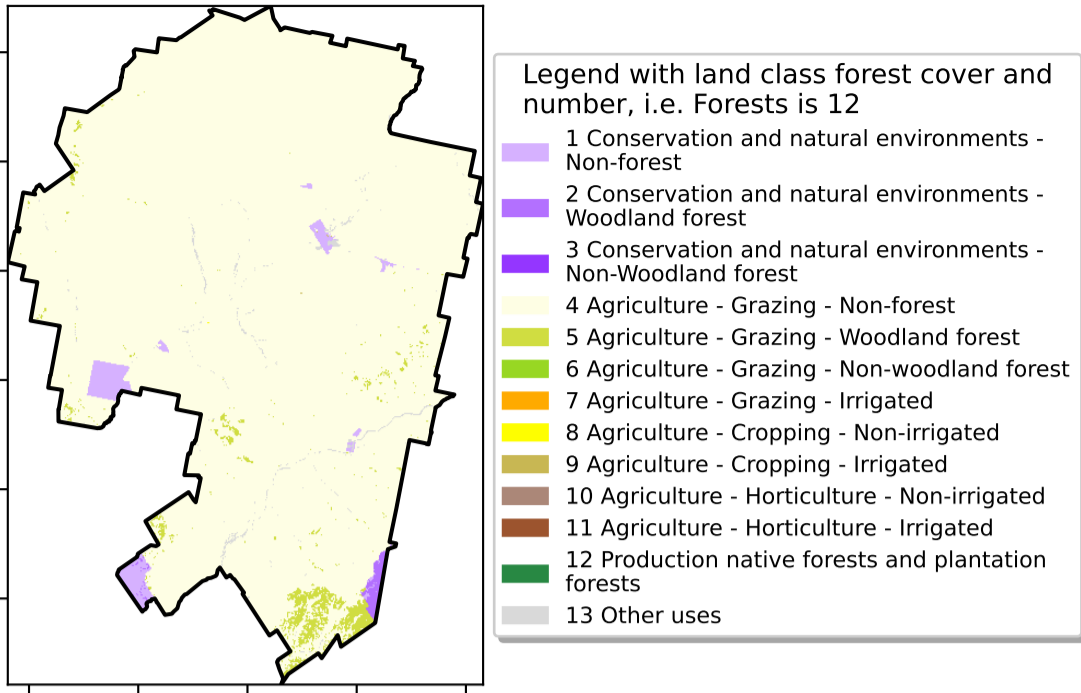 Legend with land class forest cover and
number, i.e. Forests is 12
1 Conservation and natural environments -
Non-forest
2 Conservation and natural environments -
Woodland forest
3 Conservation and natural environments -
Non-Woodland forest
4 Agriculture - Grazing - Non-forest
5 Agriculture - Grazing - Woodland forest
6 Agriculture - Grazing - Non-woodland forest
7 Agriculture - Grazing - Irrigated
8 Agriculture - Cropping - Non-irrigated
9 Agriculture - Cropping - Irrigated
10 Agriculture - Horticulture - Non-irrigated
11 Agriculture - Horticulture - Irrigated
12 Production native forests and plantation
forests
13 Other uses